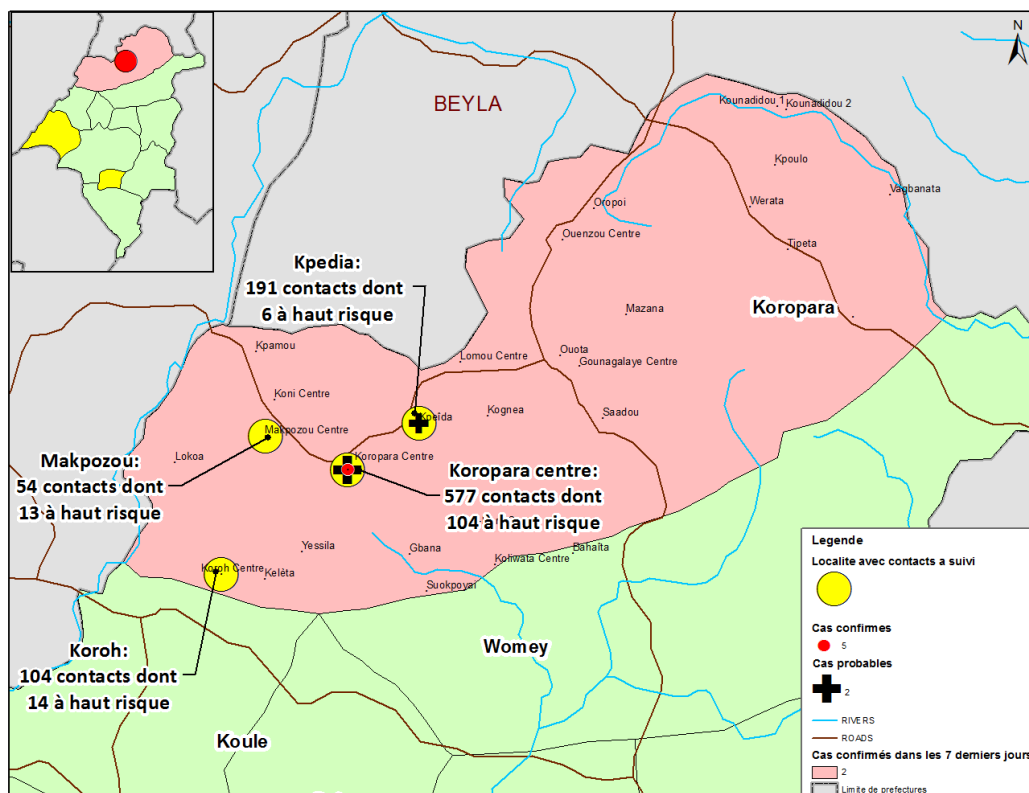 N
BEYLA
Kounadidou 1
Kounadidou 2
Kpoulo
Vagbanata
Werata
Oropoi
Ouenzou Centre
Tipeta
Kpedia:
191 contacts dont
6 à haut risque
Mazana
Koropara
Kpamou
Lomou Centre
Ouota
Gounagalaye Centre
Koni Centre
Kognea
Saadou
Kpeïda
Makpozou Centre
Lokoa
Koropara Centre
Makpozou:
54 contacts dont
13 à haut risque
Koropara centre:
577 contacts dont
104 à haut risque
Yessila
Gbana
Koliwata Centre
Bahaïta
Koroh Centre
Kelèta
Suokpoyai
Koroh:
104 contacts dont
14 à haut risque
Womey
Koule
Legende
Localite avec contacts a suivi
Cas confirmes
5
Cas probables
2
RIVERS
ROADS
Cas confirmés dans les 7 derniers jours
2
Limite de prefectures